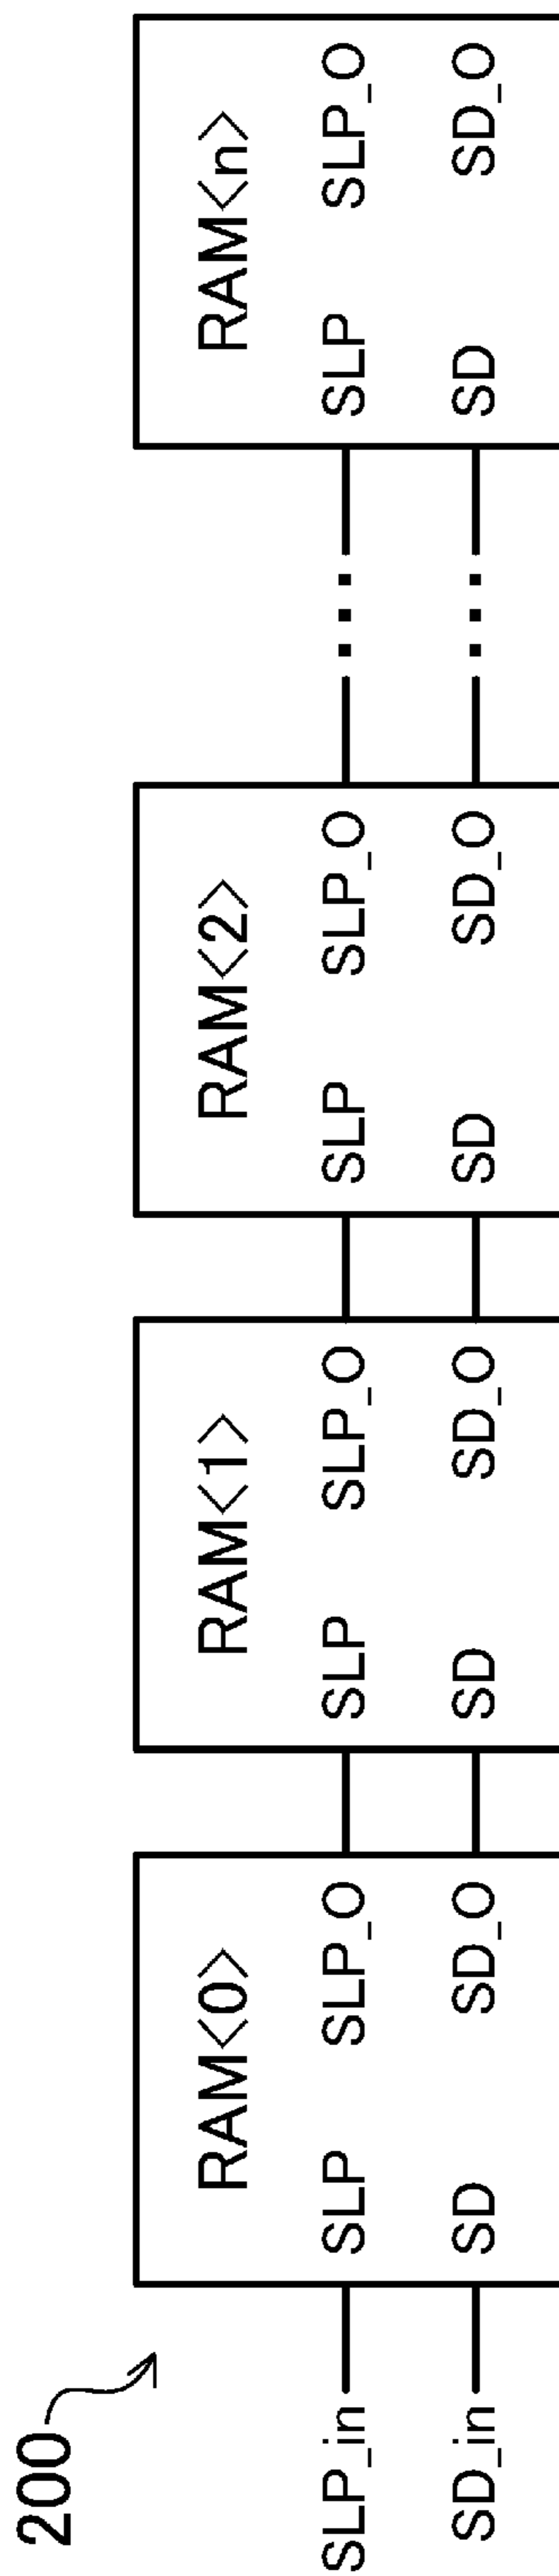 200
RAM<0>
RAM<1>
RAM<2>
RAM<n>
SLP_in
SLP SLP_O
SLP SLP_O
SLP SLP_O
...
SLP SLP_O
SD_in
SD SD_O
SD SD_O
SD SD_O
...
SD SD_O